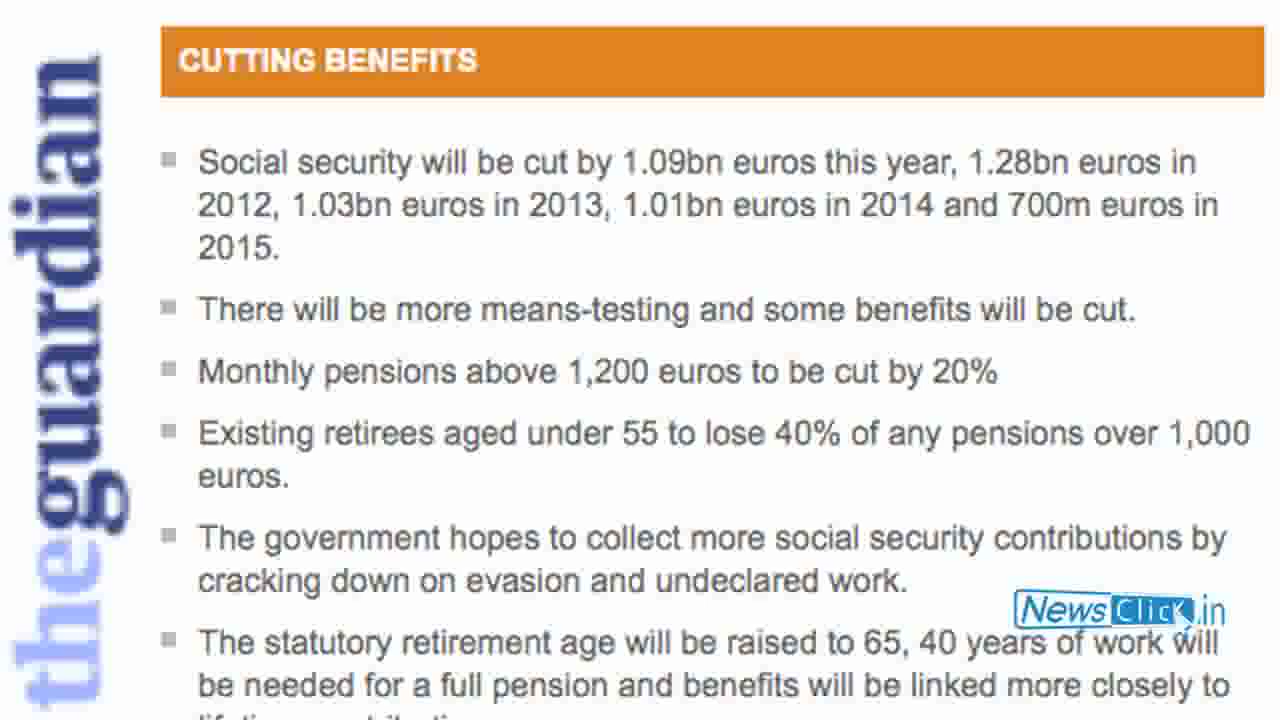 theguardian
CUTTING BENEFITS
Social security will be cut by 1.09bn euros this year, 1.28bn euros in
2012, 1.03bn euros in 2013, 1.01bn euros in 2014 and 700m euros in
2015.
There will be more means-testing and some benefits will be cut.
Monthly pensions above 1,200 euros to be cut by 20%
Existing retirees aged under 55 to lose 40% of any pensions over 1,000
euros.
The government hopes to collect more social security contributions by
cracking down on evasion and undeclared work.
NewsClick.in
The statutory retirement age will be raised to 65, 40 years of work will
be needed for a full pension and benefits will be linked more closely to